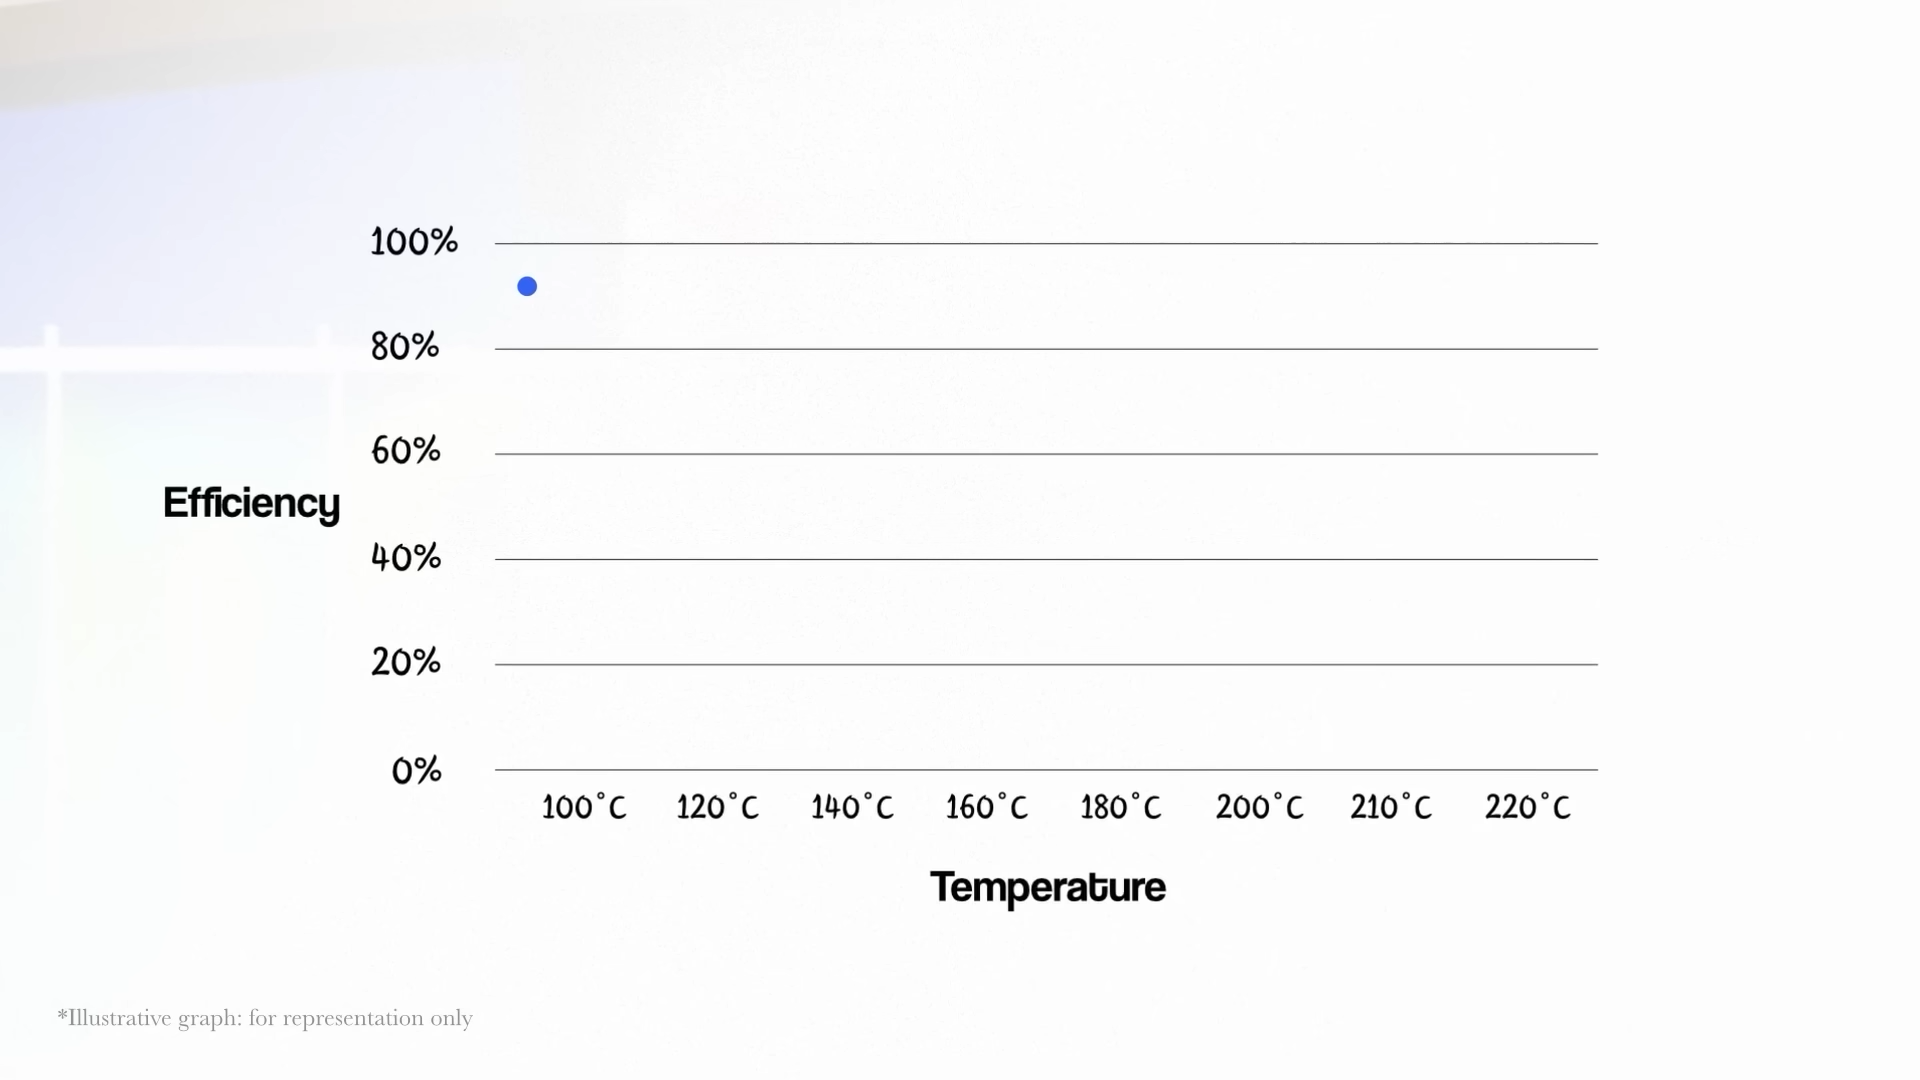 100%
80%
60%
Efficiency
40%
20%
0%
100°C 120°C 140°C 160°C 180°C 200°C 210°C 220°C
Temperature
*Illustrative graph: for representation only